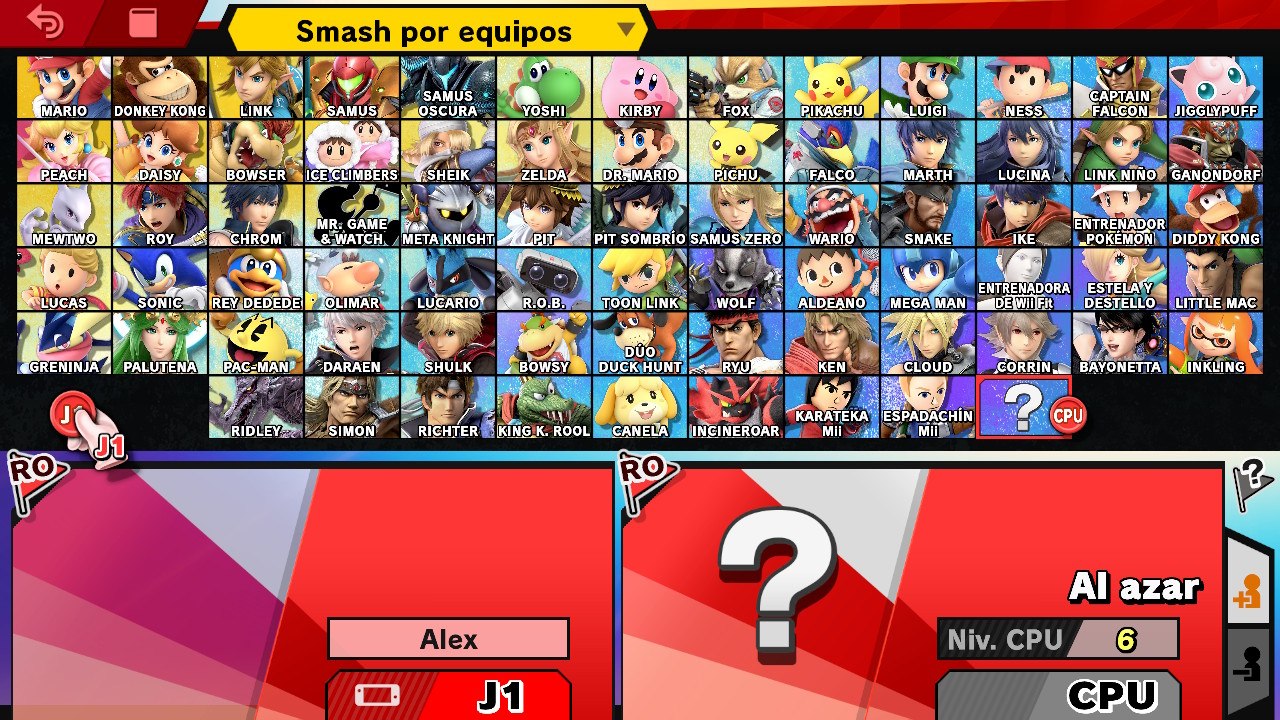 Smash por equipos
MARIO
DONKEY KONG
LINK
SAMUS
SAMUS
OSCURA
YOSHI
KIRBY
FOX
PIKACHU
LUIGI
NESS
CAPTAIN
FALCON
JIGGLYPUFF
PEACH
DAISY
BOWSER
ICE CLIMBERS
SHEIK
ZELDA
DR. MARIO
PICHU
FALCO
MARTH
LUCINA
LINK NIÑO
GANONDORF
MEWTWO
ROY
CHROM
MR. GAME
& WATCH
META KNIGHT
PIT
PIT SOMBRÍO
SAMUS ZERO
WARIO
SNAKE
IKE
ENTRENADOR
POKÉMON
DIDDY KONG
LUCAS
SONIC
REY DEDEDE
OLIMAR
LUCARIO
R.O.B.
TOON LINK
WOLF
ALDEANO
MEGA MAN
ENTRENADORA
DE Wii Fit
ESTELA Y
DESTELLO
LITTLE MAC
GRENINJA
PALUTENA
PAC-MAN
DARAEN
SHULK
BOWSY
DÚO
DUCK HUNT
RYU
KEN
CLOUD
CORRIN
BAYONETTA
INKLING
RIDLEY
SIMON
RICHTER
KING K. ROOL
CANELA
INCINEROAR
KARATEKA
Mii
ESPADACHÍN
Mii
?
CPU
J1
J1
RO
RO
?
?
Al azar
Alex
Niv. CPU 6
J1
CPU